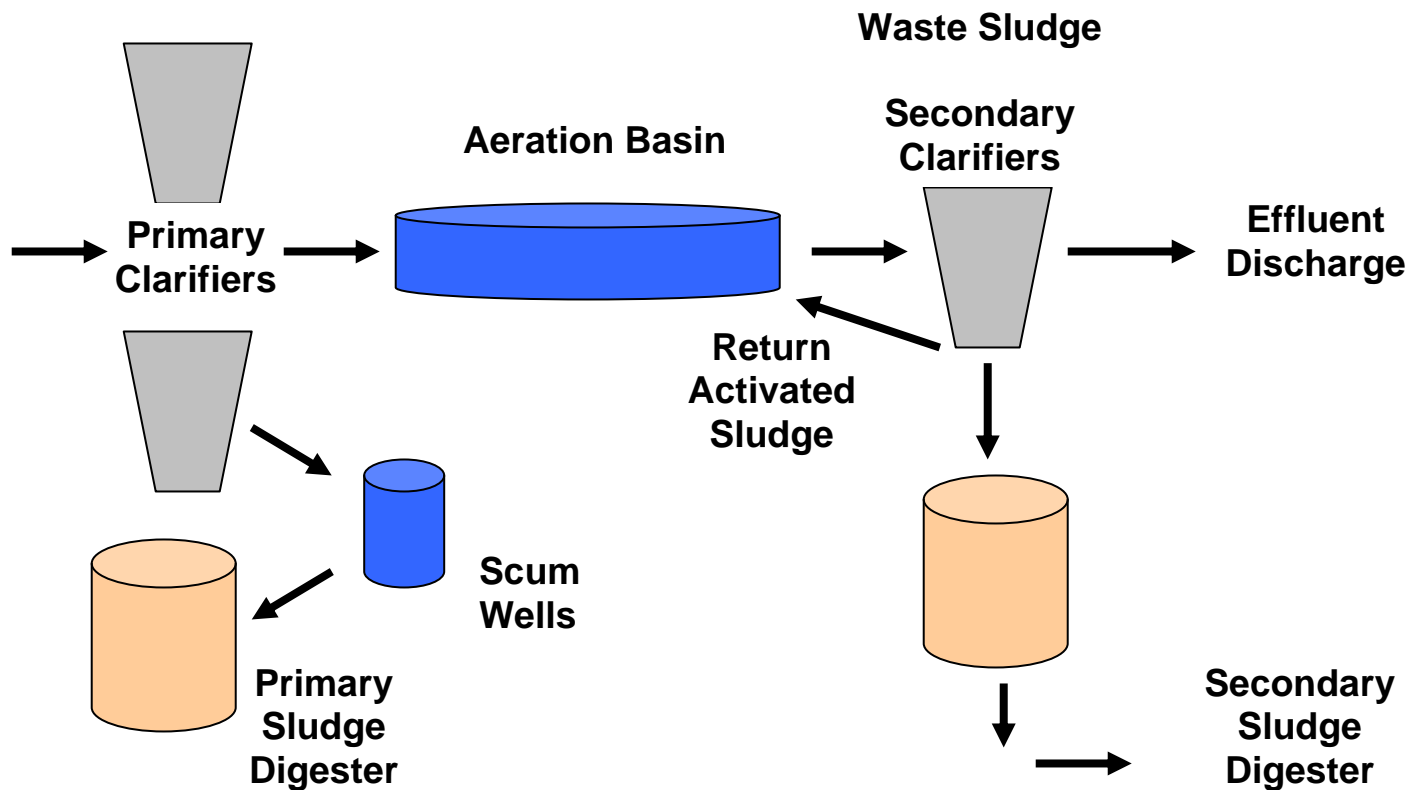 Waste Sludge
Secondary
Clarifiers
Aeration Basin
Primary
Clarifiers
Effluent
Discharge
Return
Activated
Sludge
Scum
Wells
Primary
Sludge
Digester
Secondary
Sludge
Digester